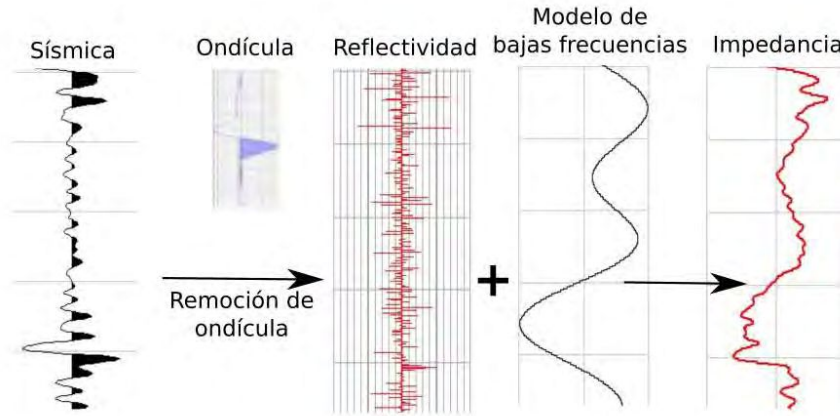 Sísmica
Ondícula
Reflectividad
Modelo de
bajas frecuencias
Impedancia
Remoción de
ondícula
+